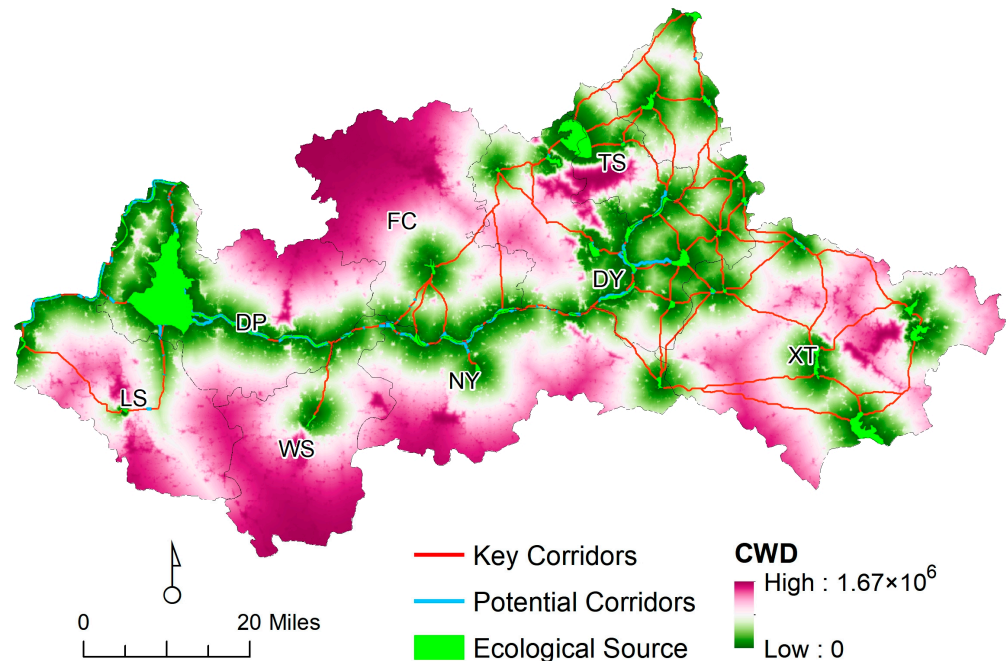 TS
FC
DY
DP
XT
NY
LS
WS
Key Corridors
Potential Corridors
Ecological Source
CWD
High : 1.67×10⁶
Low : 0
0 20 Miles